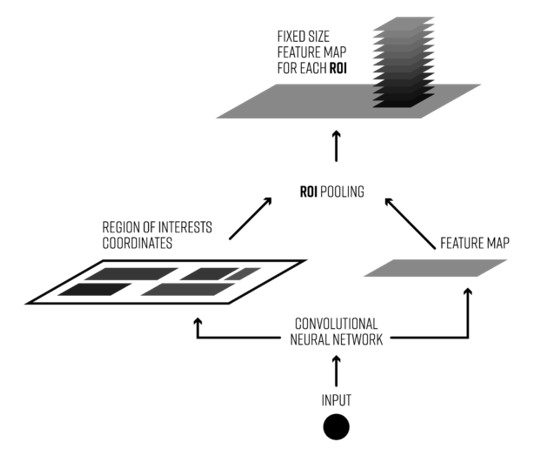 FIXED SIZE
FEATURE MAP
FOR EACH ROI
ROI POOLING
REGION OF INTERESTS
COORDINATES
FEATURE MAP
CONVOLUTIONAL
NEURAL NETWORK
INPUT